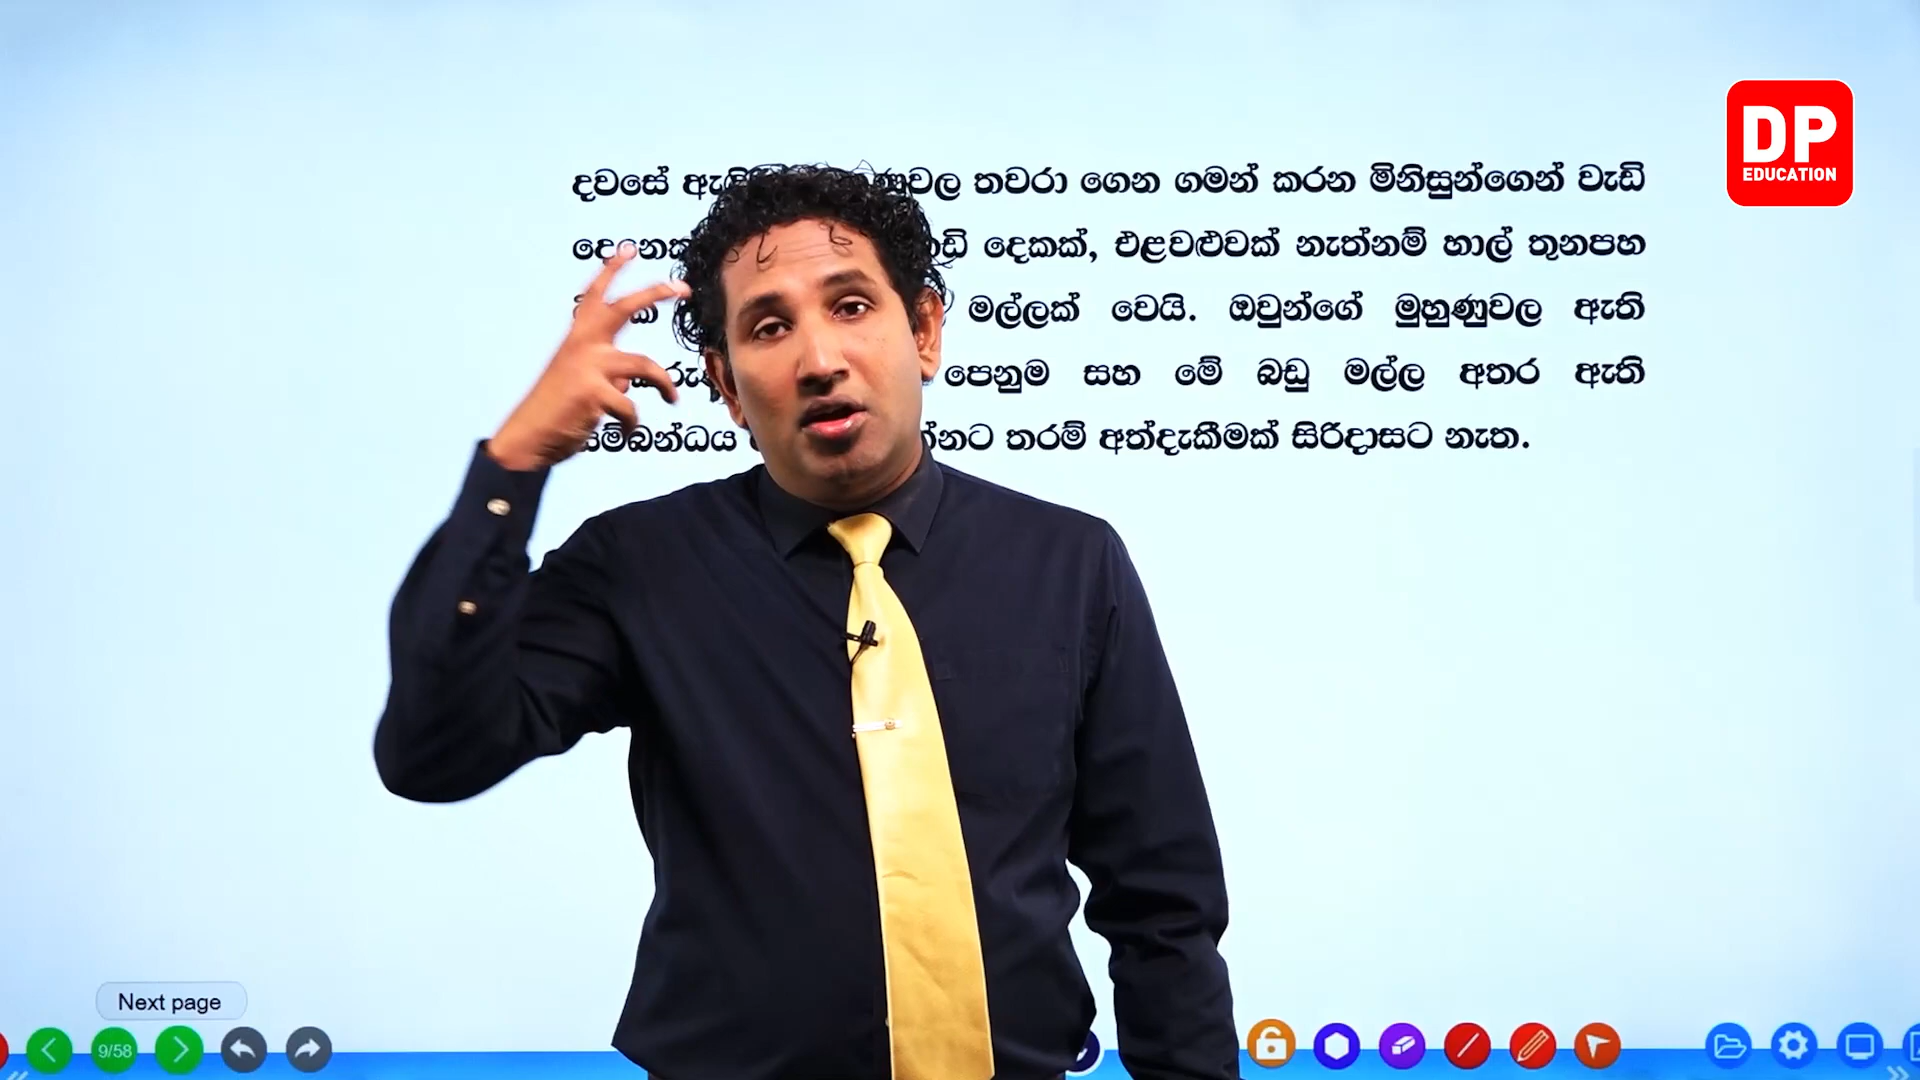 DP
EDUCATION
දවසේ තවරා ගෙන ගමන් කරන මිනිසුන්ගෙන් වැඩි
දෙකක්, එළවළුවක් නැත්නම් හාල් තුනපහ
මල්ලක් වෙයි. ඔවුන්ගේ මුහුණුවල ඇති
පෙනුම සහ මේ බඩු මල්ල අතර ඇති
සම්බන්ධය තරම් අත්දැකීමක් සිරිදාසට නැත.
Next page
9/58